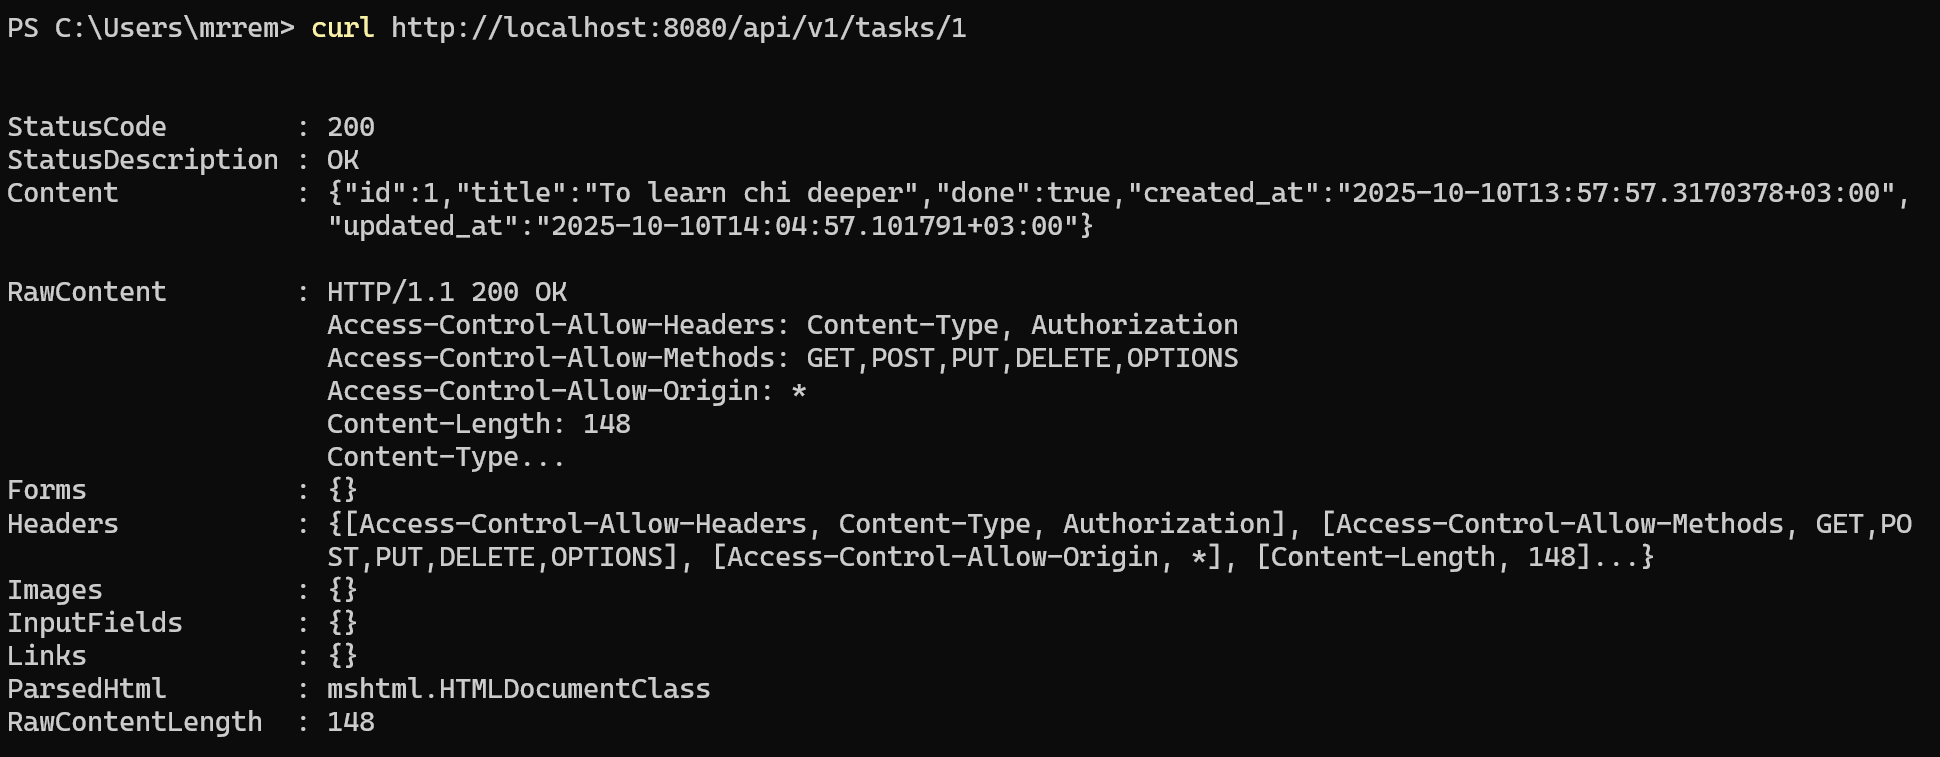 PS C:\Users\mrrem> curl http://localhost:8080/api/v1/tasks/1
StatusCode        : 200
StatusDescription : OK
Content           : {"id":1,"title":"To learn chi deeper","done":true,"created_at":"2025-10-10T13:57:57.3170378+03:00",
                    "updated_at":"2025-10-10T14:04:57.101791+03:00"}
RawContent        : HTTP/1.1 200 OK
                    Access-Control-Allow-Headers: Content-Type, Authorization
                    Access-Control-Allow-Methods: GET,POST,PUT,DELETE,OPTIONS
                    Access-Control-Allow-Origin: *
                    Content-Length: 148
                    Content-Type...
Forms             : {}
Headers           : {[Access-Control-Allow-Headers, Content-Type, Authorization], [Access-Control-Allow-Methods, GET,PO
                    ST,PUT,DELETE,OPTIONS], [Access-Control-Allow-Origin, *], [Content-Length, 148]...}
Images            : {}
InputFields       : {}
Links             : {}
ParsedHtml        : mshtml.HTMLDocumentClass
RawContentLength  : 148